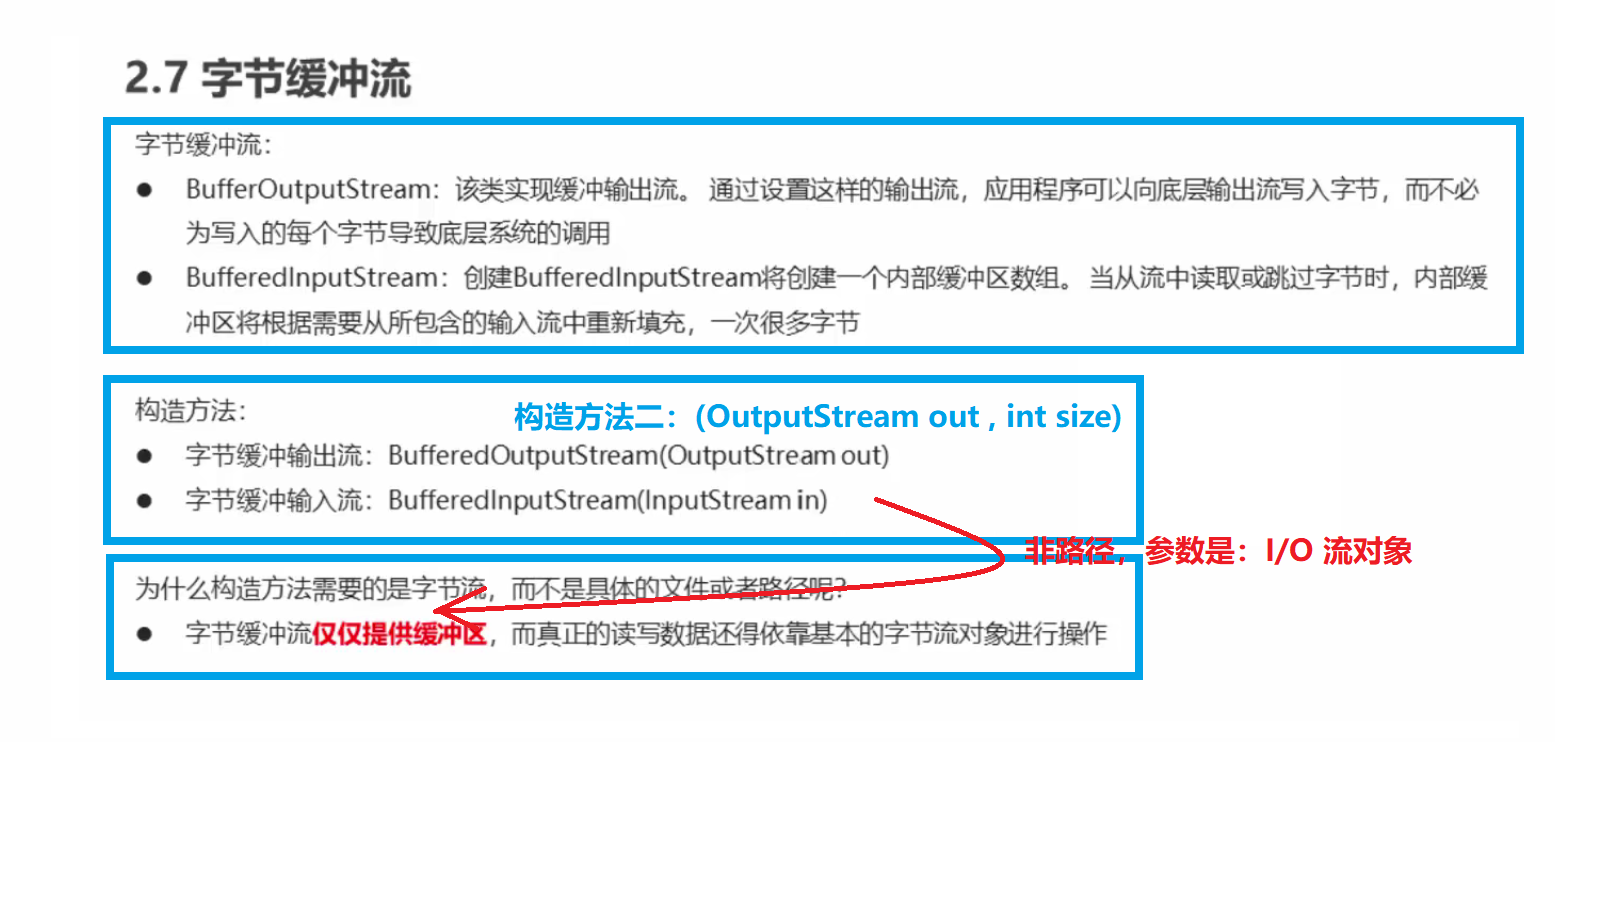 2.7 字节缓冲流
字节缓冲流：
● BufferOutputStream：该类实现缓冲输出流。 通过设置这样的输出流，应用程序可以向底层输出流写入字节，而不必
为写入的每个字节导致底层系统的调用
● BufferedInputStream：创建BufferedInputStream将创建一个内部缓冲区数组。 当从流中读取或跳过字节时，内部缓
冲区将根据需要从所包含的输入流中重新填充，一次很多字节
构造方法：
构造方法二：(OutputStream out , int size)
● 字节缓冲输出流：BufferedOutputStream(OutputStream out)
● 字节缓冲输入流：BufferedInputStream(InputStream in)
非路径，参数是：I/O 流对象
为什么构造方法需要的是字节流，而不是具体的文件或者路径呢?
● 字节缓冲流仅仅提供缓冲区，而真正的读写数据还得依靠基本的字节流对象进行操作